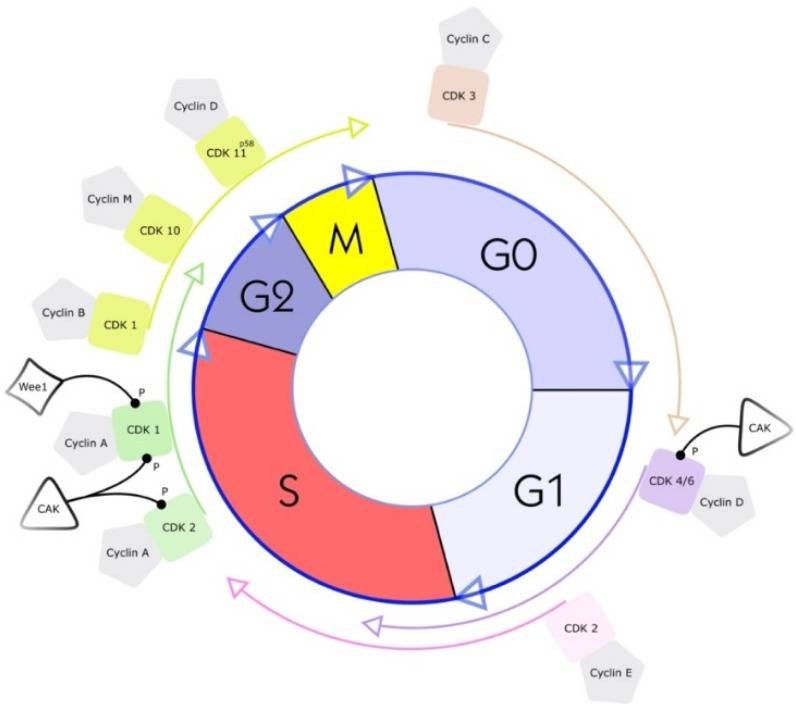 Cyclin C
CDK 3
Cyclin D
CDK 11 p58
Cyclin M
CDK 10
Cyclin B
CDK 1
M
G0
G2
Wee1
P
Cyclin A
CDK 1
P
CAK
P
CDK 2
Cyclin A
S
G1
CAK
P
CDK 4/6
Cyclin D
CDK 2
Cyclin E